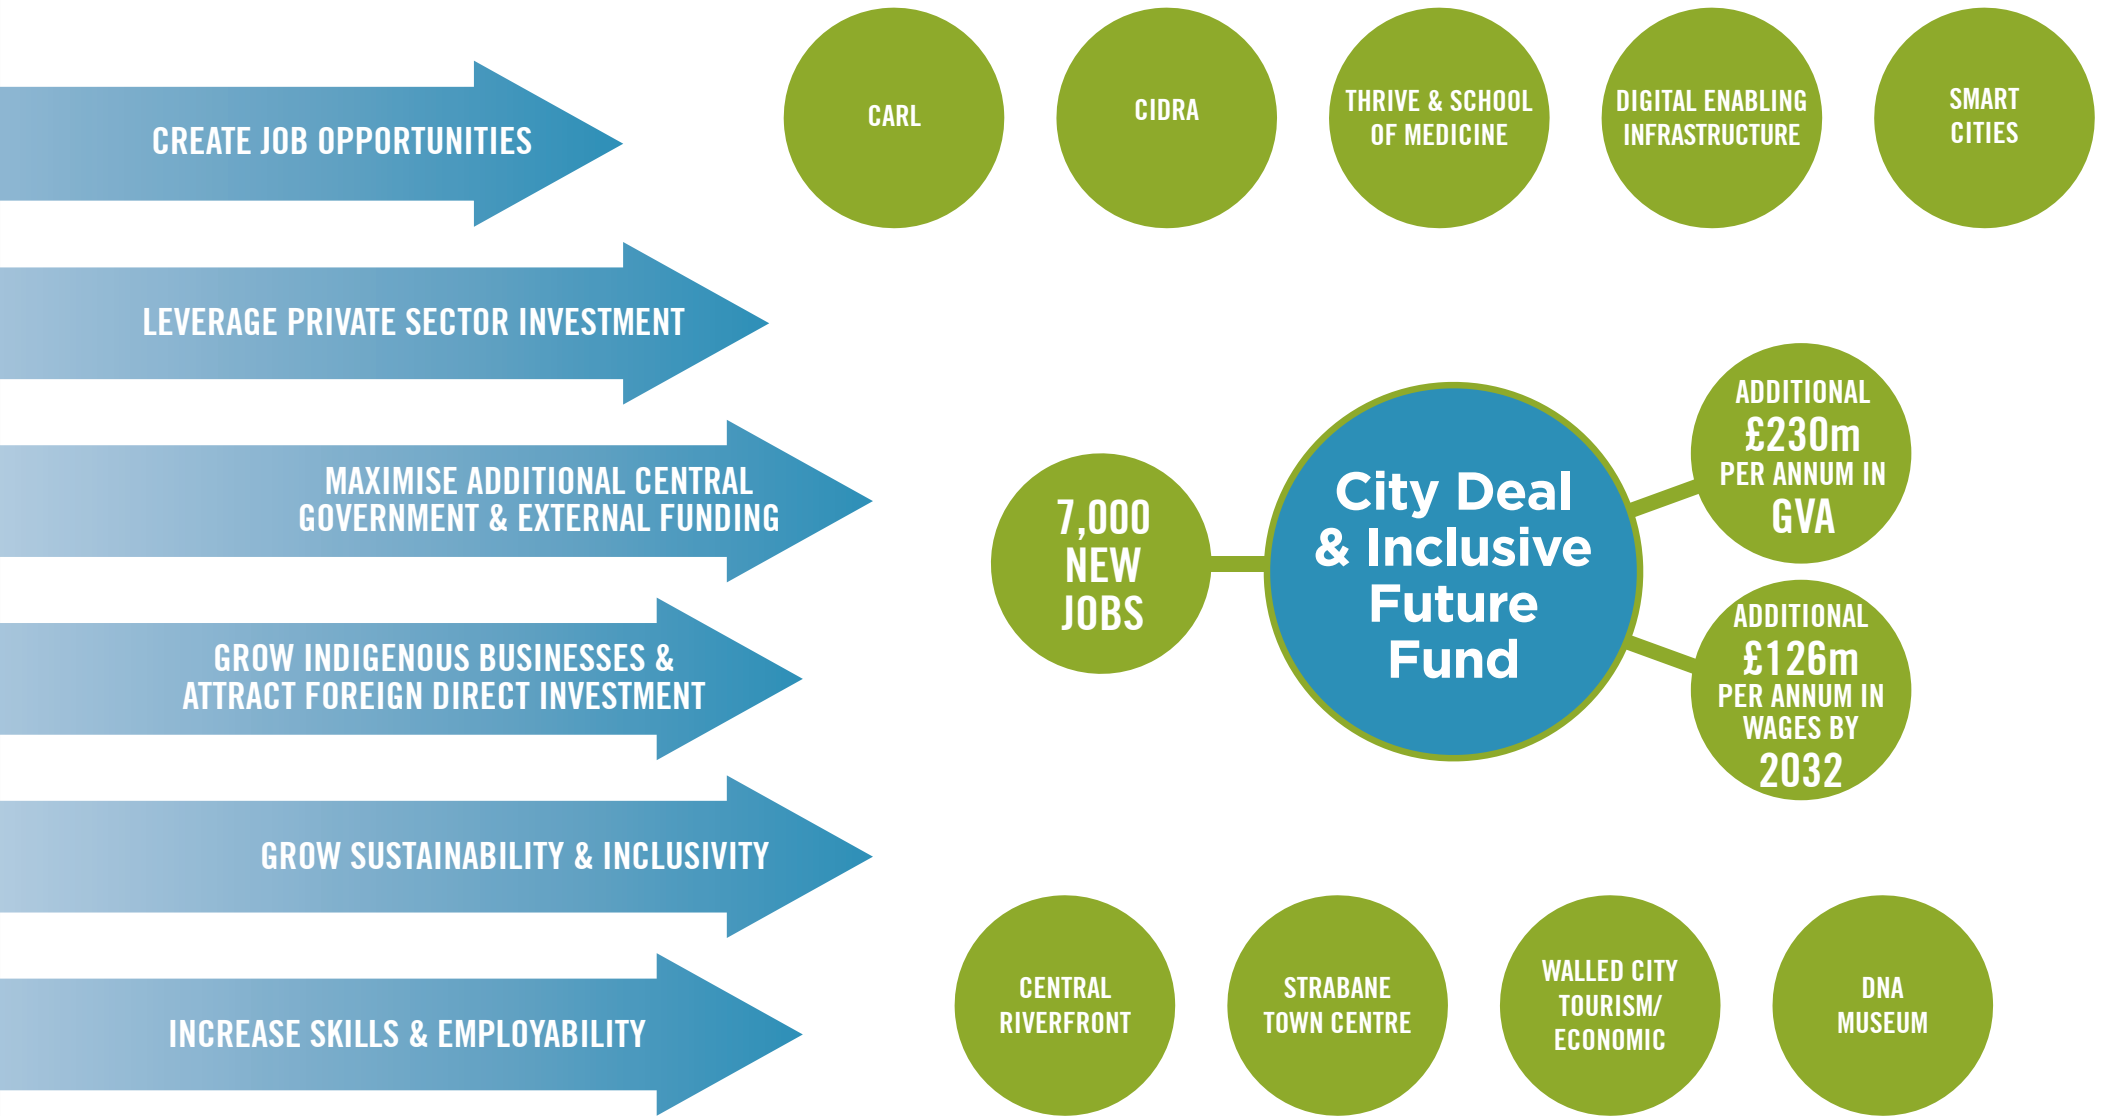 CREATE JOB OPPORTUNITIES
LEVERAGE PRIVATE SECTOR INVESTMENT
MAXIMISE ADDITIONAL CENTRAL
GOVERNMENT & EXTERNAL FUNDING
GROW INDIGENOUS BUSINESSES &
ATTRACT FOREIGN DIRECT INVESTMENT
GROW SUSTAINABILITY & INCLUSIVITY
INCREASE SKILLS & EMPLOYABILITY
CARL
CIDRA
THRIVE & SCHOOL
OF MEDICINE
DIGITAL ENABLING
INFRASTRUCTURE
SMART
CITIES
7,000
NEW
JOBS
City Deal
& Inclusive
Future
Fund
ADDITIONAL
£230m
PER ANNUM IN
GVA
ADDITIONAL
£126m
PER ANNUM IN
WAGES BY
2032
CENTRAL
RIVERFRONT
STRABANE
TOWN CENTRE
WALLED CITY
TOURISM/
ECONOMIC
DNA
MUSEUM